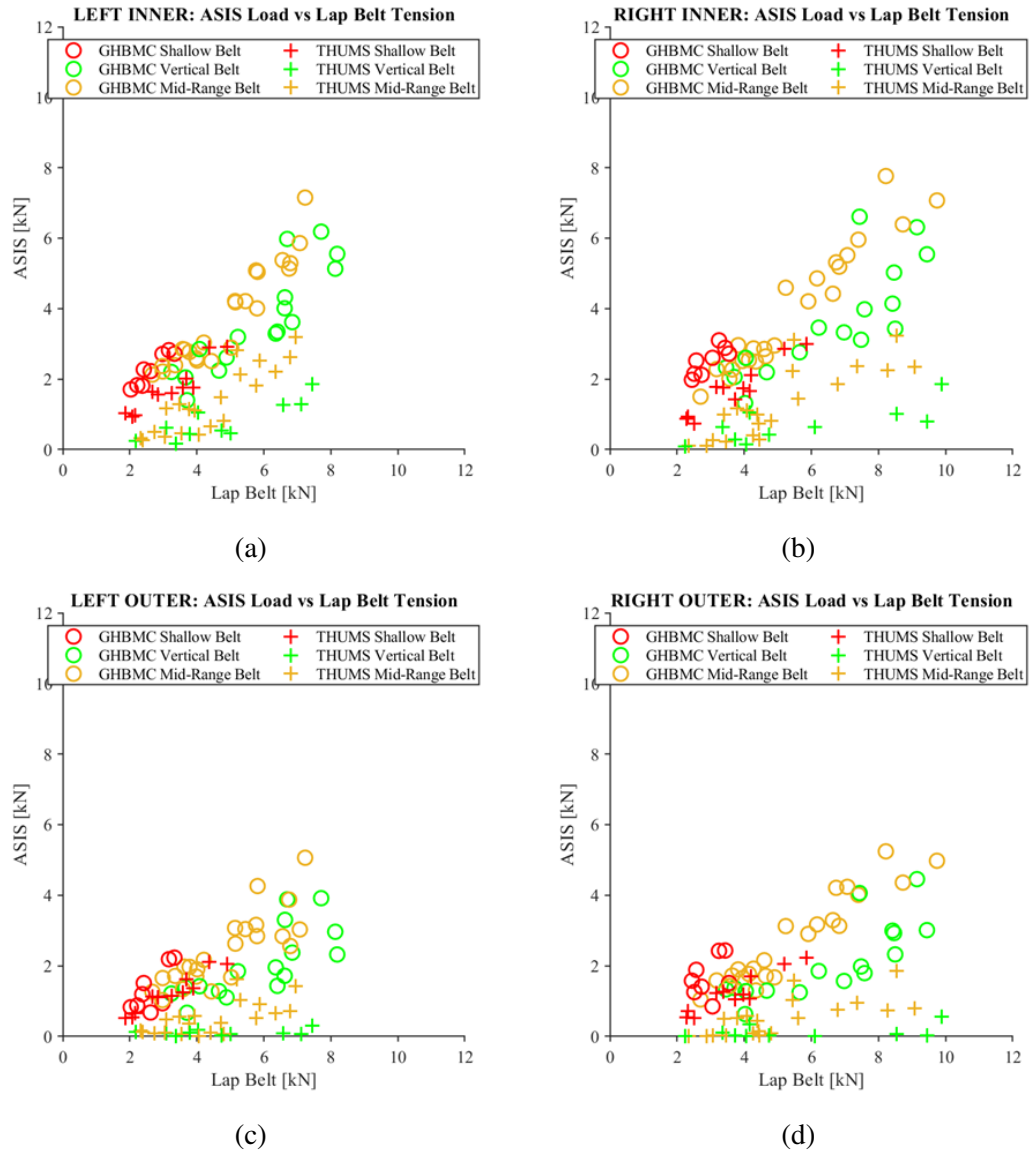 LEFT INNER: ASIS Load vs Lap Belt Tension
12
GHBMC Shallow Belt THUMS Shallow Belt
GHBMC Vertical Belt THUMS Vertical Belt
GHBMC Mid-Range Belt THUMS Mid-Range Belt
10
8
6
4
2
0
ASIS [kN]
0 2 4 6 8 10 12
Lap Belt [kN]
(a)
RIGHT INNER: ASIS Load vs Lap Belt Tension
12
GHBMC Shallow Belt THUMS Shallow Belt
GHBMC Vertical Belt THUMS Vertical Belt
GHBMC Mid-Range Belt THUMS Mid-Range Belt
10
8
6
4
2
0
ASIS [kN]
0 2 4 6 8 10 12
Lap Belt [kN]
(b)
LEFT OUTER: ASIS Load vs Lap Belt Tension
12
GHBMC Shallow Belt THUMS Shallow Belt
GHBMC Vertical Belt THUMS Vertical Belt
GHBMC Mid-Range Belt THUMS Mid-Range Belt
10
8
6
4
2
0
ASIS [kN]
0 2 4 6 8 10 12
Lap Belt [kN]
(c)
RIGHT OUTER: ASIS Load vs Lap Belt Tension
12
GHBMC Shallow Belt THUMS Shallow Belt
GHBMC Vertical Belt THUMS Vertical Belt
GHBMC Mid-Range Belt THUMS Mid-Range Belt
10
8
6
4
2
0
ASIS [kN]
0 2 4 6 8 10 12
Lap Belt [kN]
(d)